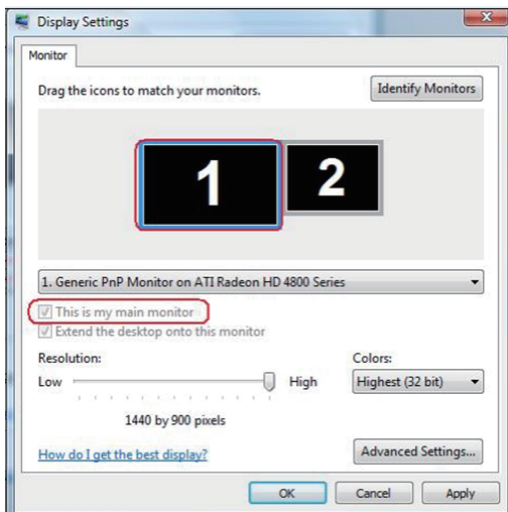 Display Settings
Monitor
Drag the icons to match your monitors.
Identify Monitors
1 2
1. Generic PnP Monitor on ATI Radeon HD 4800 Series
This is my main monitor
Extend the desktop onto this monitor
Resolution:
Colors:
Low High
Highest (32 bit)
1440 by 900 pixels
How do I get the best display?
Advanced Settings...
OK Cancel Apply